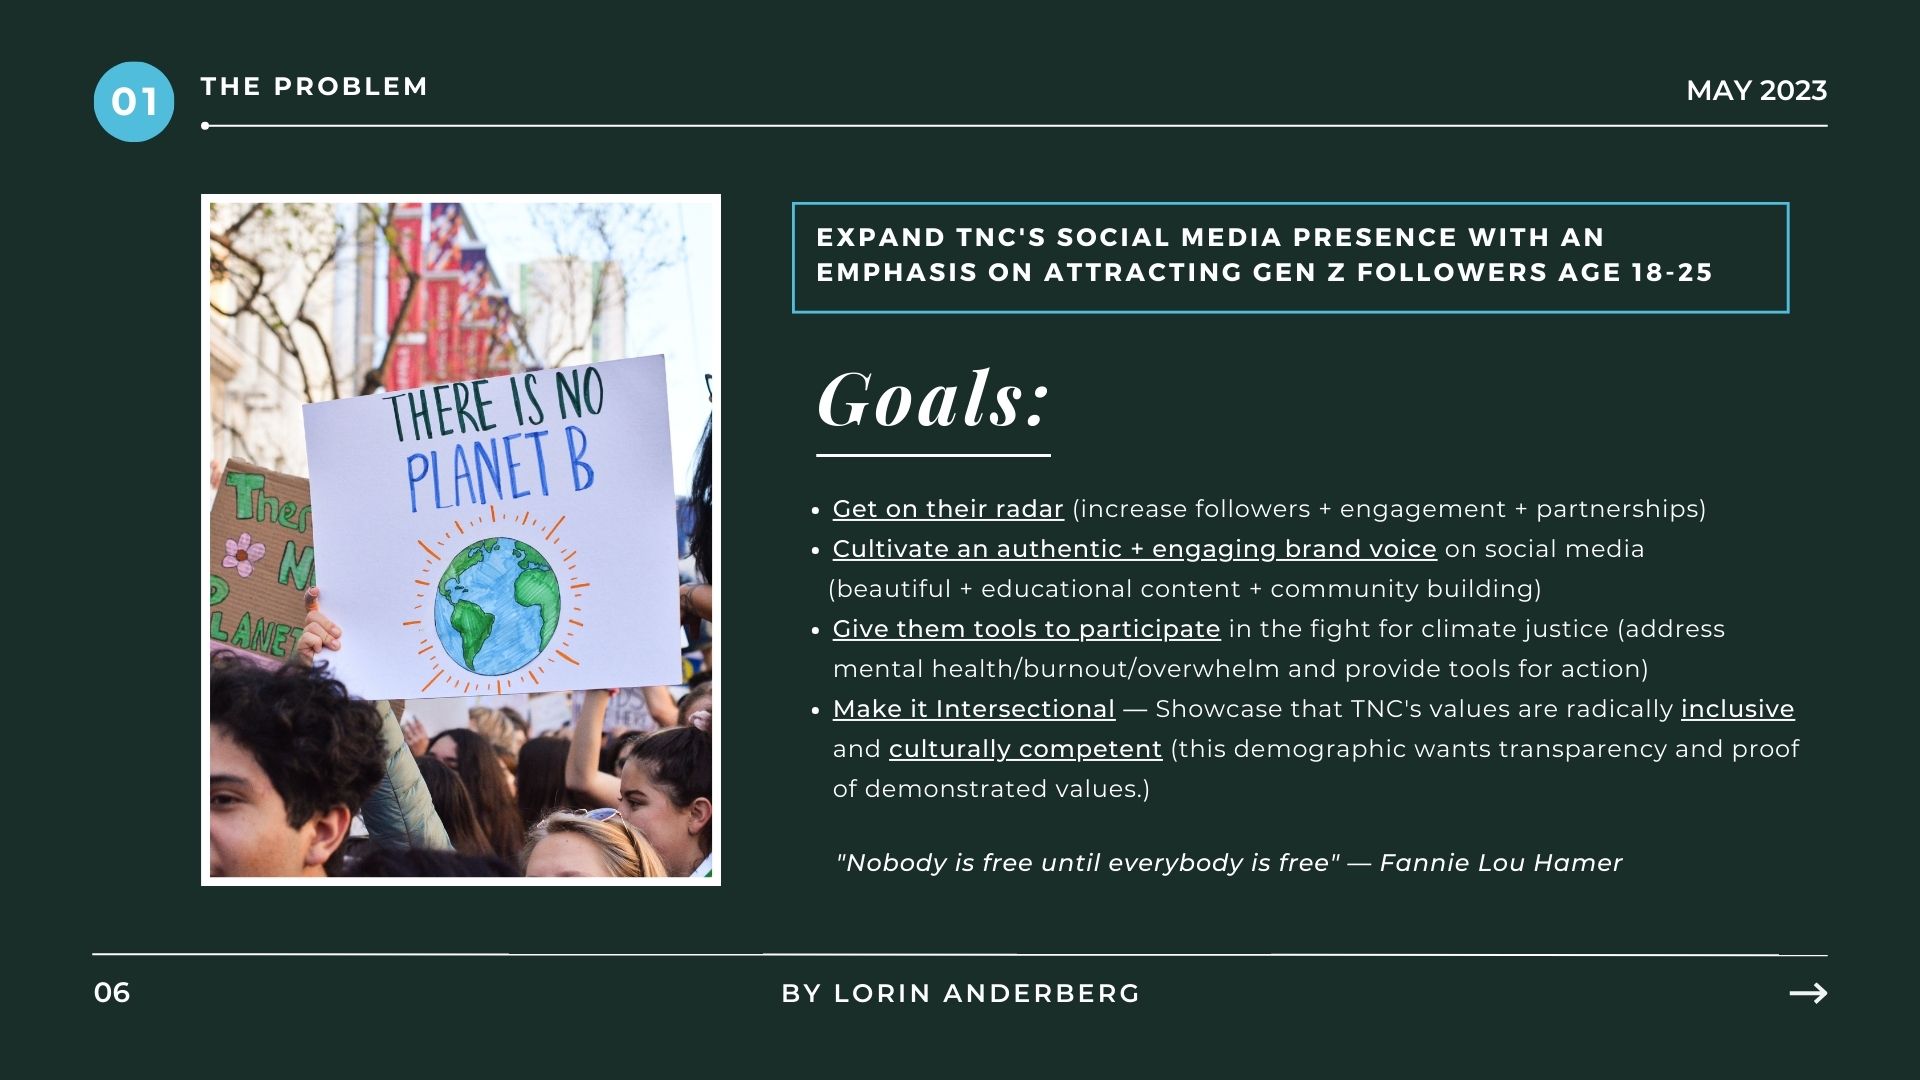 01
THE PROBLEM
MAY 2023
THERE IS NO
PLANET B
Ther
N
PLANET
EXPAND TNC'S SOCIAL MEDIA PRESENCE WITH AN
EMPHASIS ON ATTRACTING GEN Z FOLLOWERS AGE 18-25
Goals:
• Get on their radar (increase followers + engagement + partnerships)
• Cultivate an authentic + engaging brand voice on social media
(beautiful + educational content + community building)
• Give them tools to participate in the fight for climate justice (address
mental health/burnout/overwhelm and provide tools for action)
• Make it Intersectional — Showcase that TNC's values are radically inclusive
and culturally competent (this demographic wants transparency and proof
of demonstrated values.)
"Nobody is free until everybody is free" — Fannie Lou Hamer
06
BY LORIN ANDERBERG